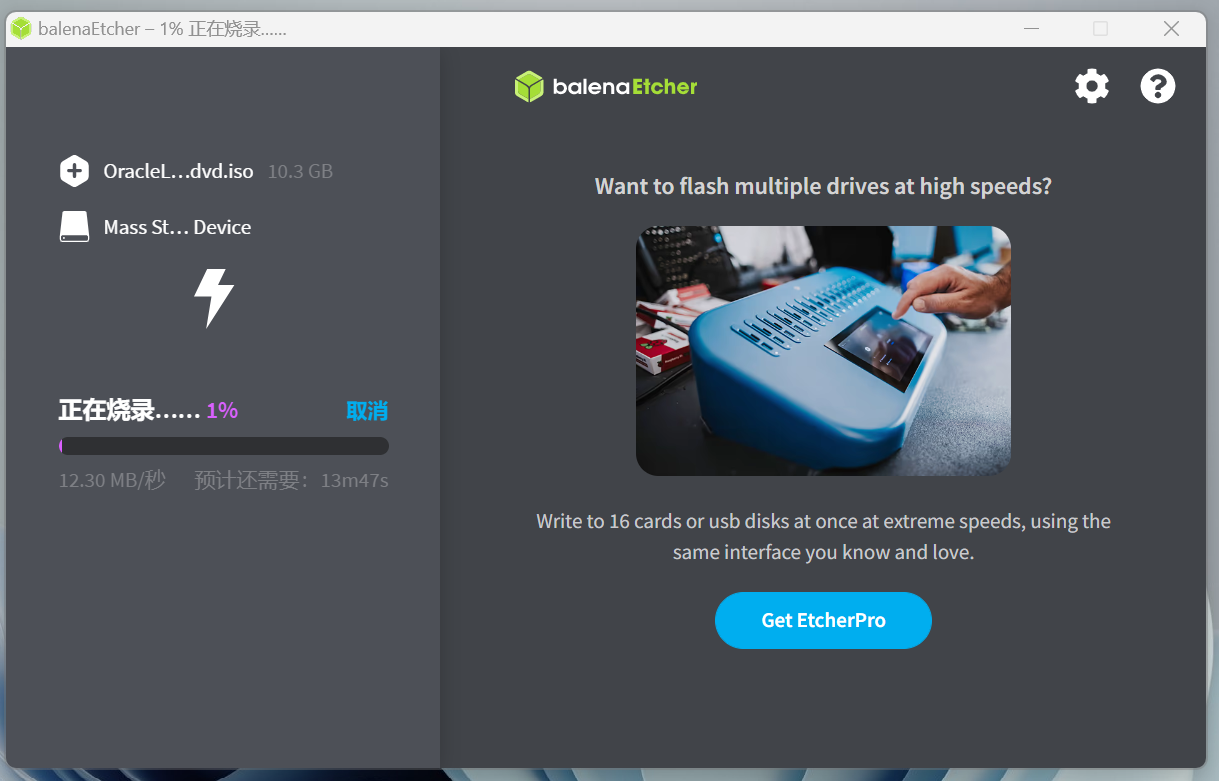 balenaEtcher – 1% 正在烧录......
balenaEtcher
OracleL...dvd.iso 10.3 GB
Mass St... Device
正在烧录...... 1% 取消
12.30 MB/秒 预计还需要：13m47s
Want to flash multiple drives at high speeds?
Write to 16 cards or usb disks at once at extreme speeds, using the
same interface you know and love.
Get EtcherPro